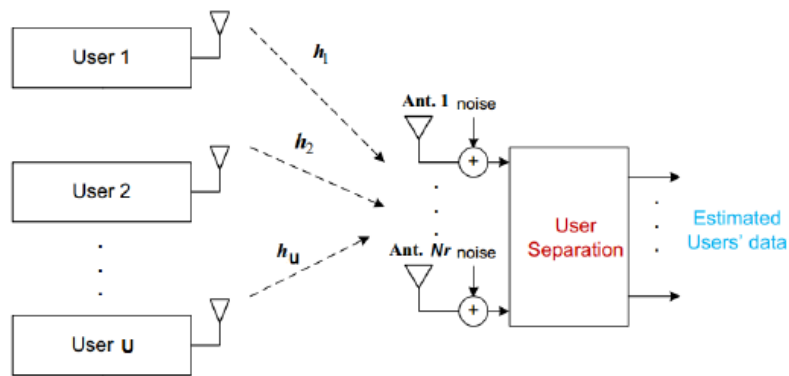 User 1
h1
Ant. 1 noise
+
h2
User 2
User
Separation
Estimated
Users' data
hu
Ant. Nr noise
+
User U